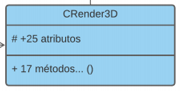 CRender3D
# +25 atributos
+ 17 métodos... ()